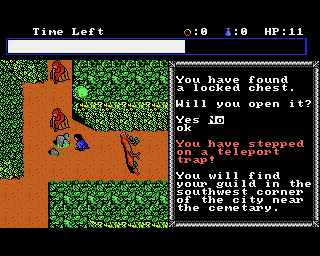 Time Left :0 :0 HP:11
You have found
a locked chest.
Will you open it?
Yes No
ok
You have stepped
on a teleport
trap!
You will find
your guild in the
southwest corner
of the city near
the cemetary.